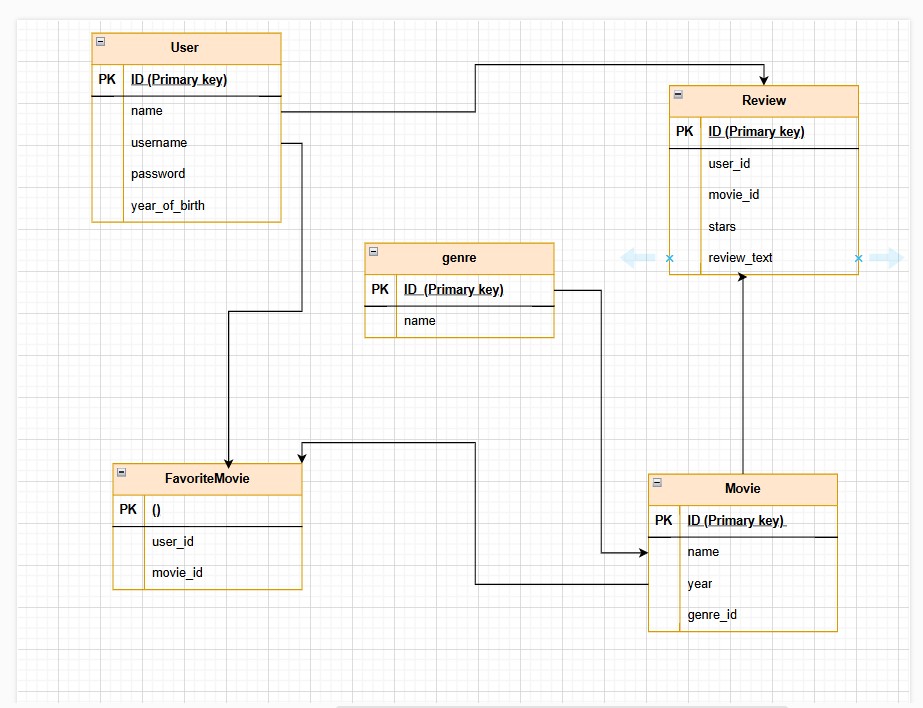 User
PK ID (Primary key)
name
username
password
year_of_birth
Review
PK ID (Primary key)
user_id
movie_id
stars
review_text
genre
PK ID (Primary key)
name
FavoriteMovie
PK ()
user_id
movie_id
Movie
PK ID (Primary key)
name
year
genre_id